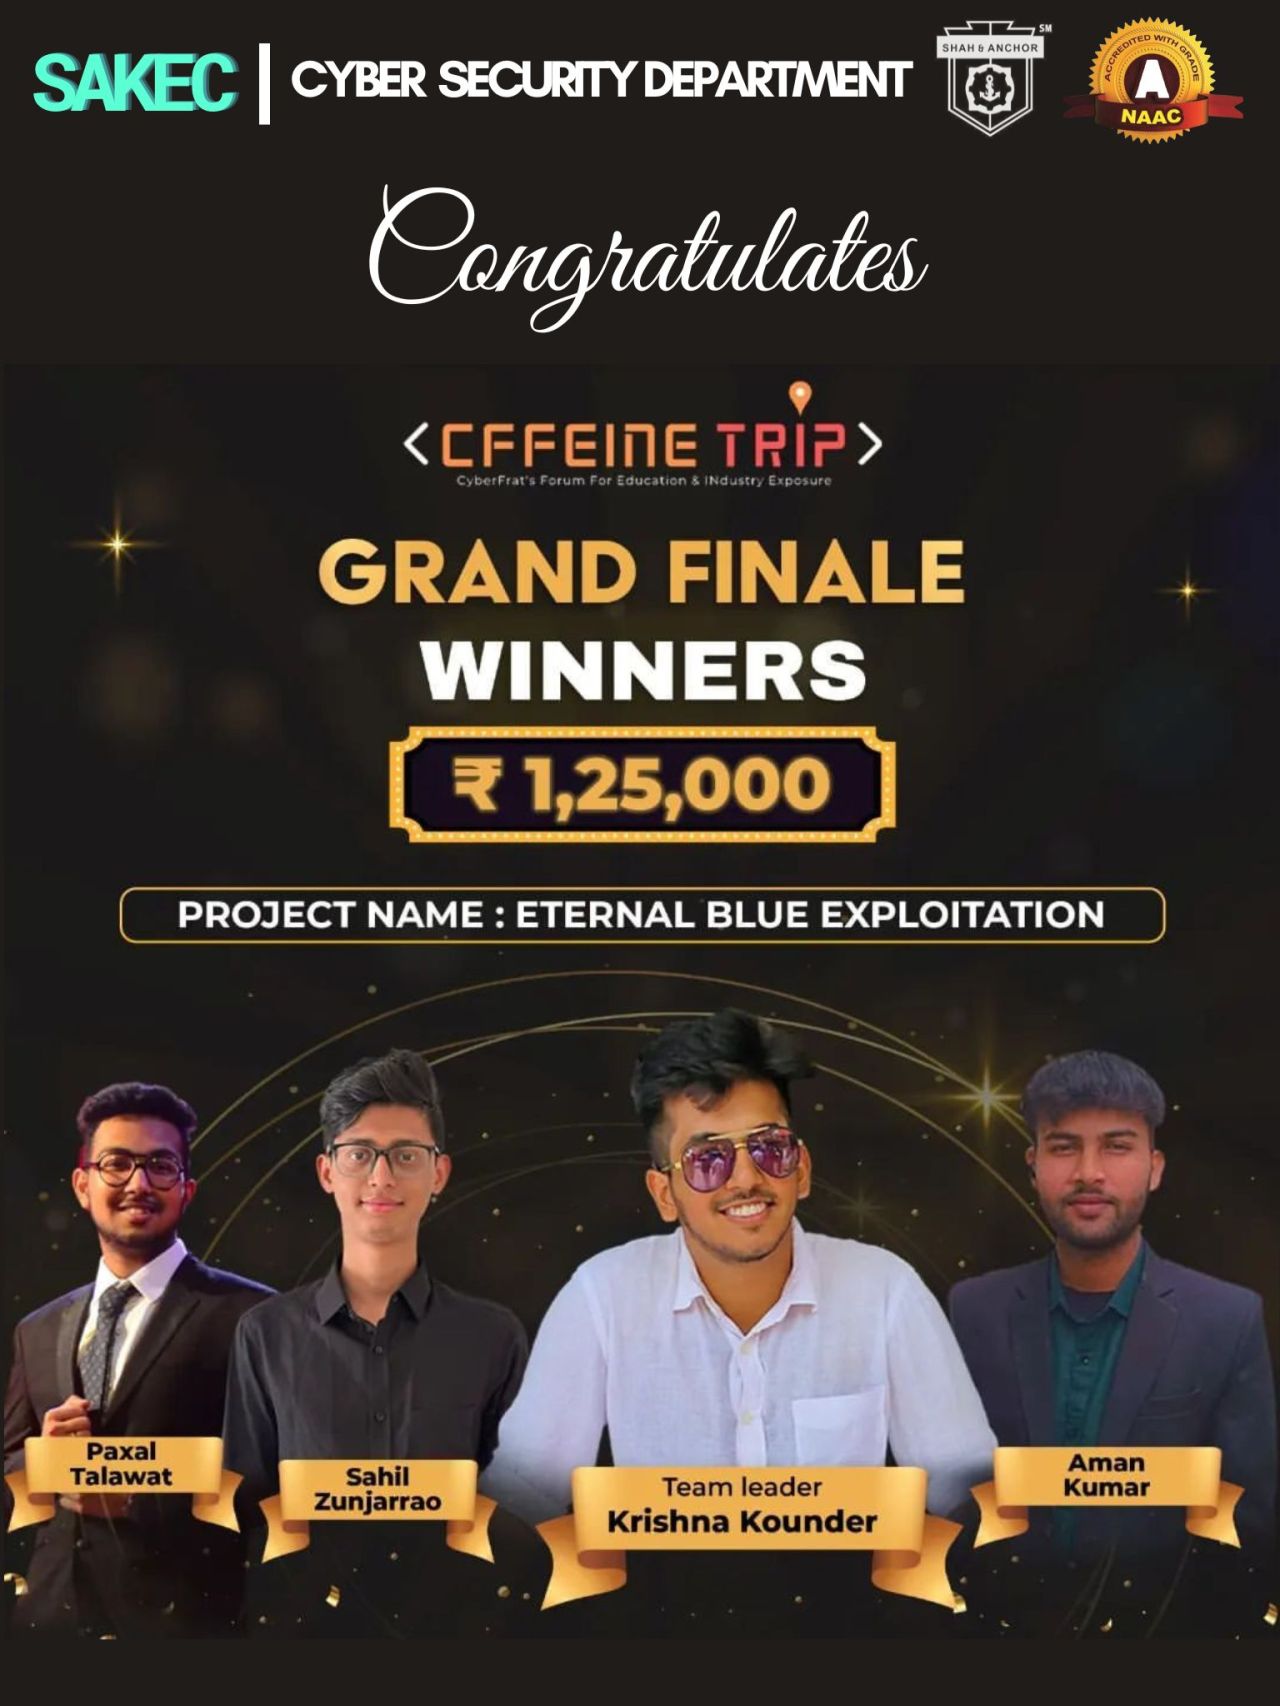 SAKEC | CYBER SECURITY DEPARTMENT
SHAH & ANCHOR SM
ACCREDITED WITH GRADE
A
NAAC
Congratulates
<CFFEINE TRIP>
CyberFrat's Forum For Education & INdustry Exposure
GRAND FINALE
WINNERS
₹ 1,25,000
PROJECT NAME : ETERNAL BLUE EXPLOITATION
Paxal
Talawat
Sahil
Zunjarrao
Team leader
Krishna Kounder
Aman
Kumar